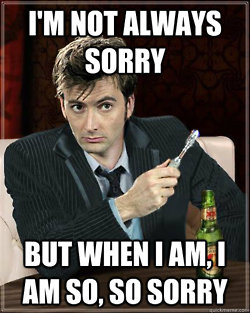 I'M NOT ALWAYS
SORRY
BUT WHEN I AM, I
AM SO, SO SORRY
quickmeme.com